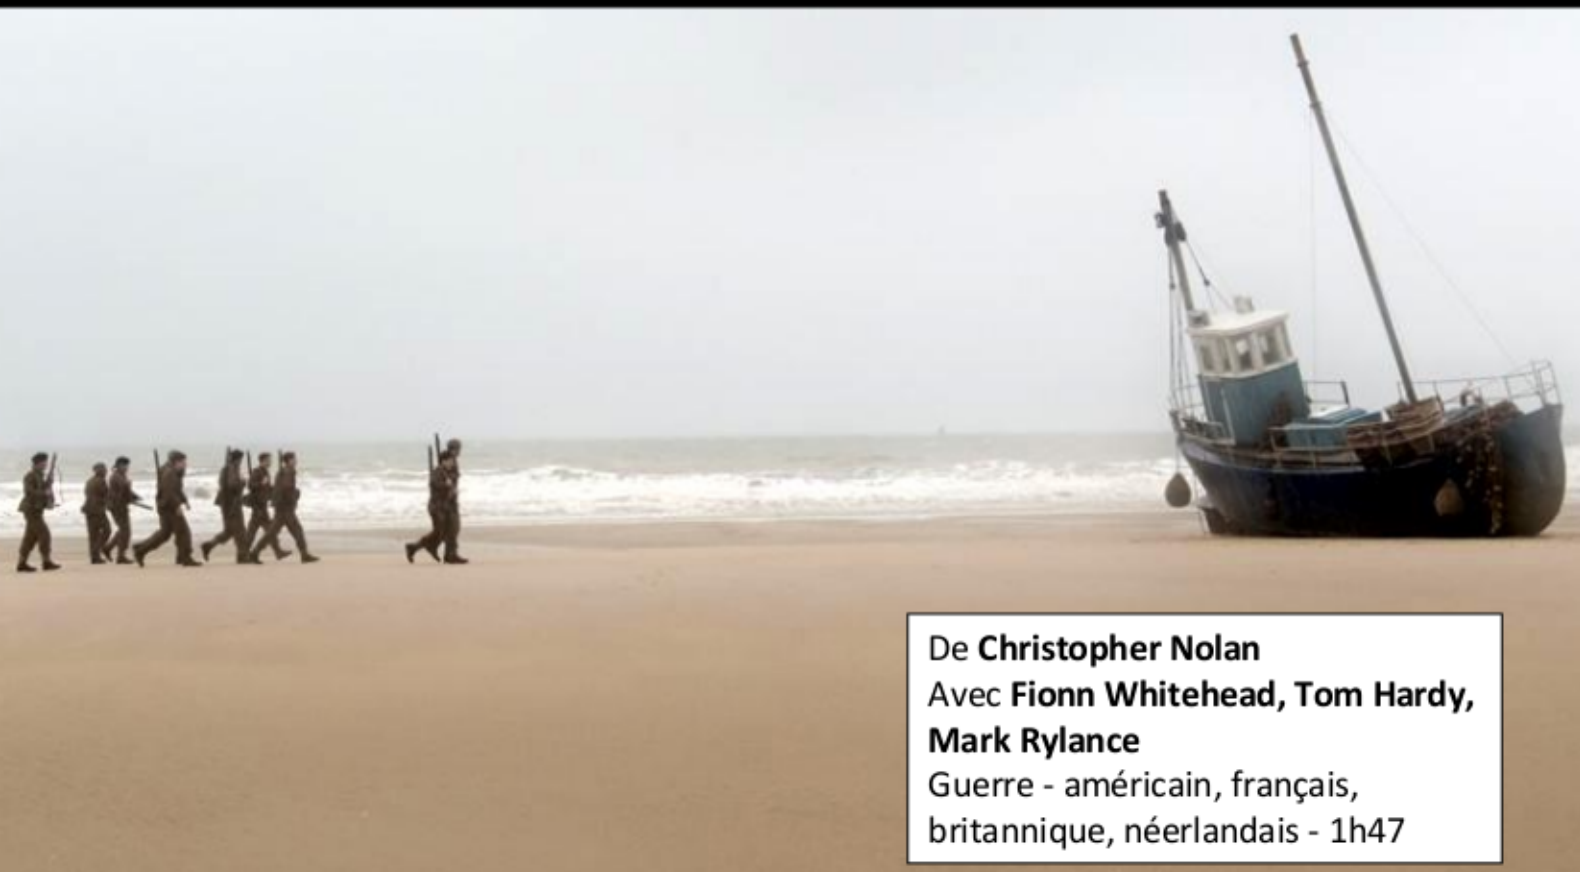 De Christopher Nolan
Avec Fionn Whitehead, Tom Hardy,
Mark Rylance
Guerre - américain, français,
britannique, néerlandais - 1h47